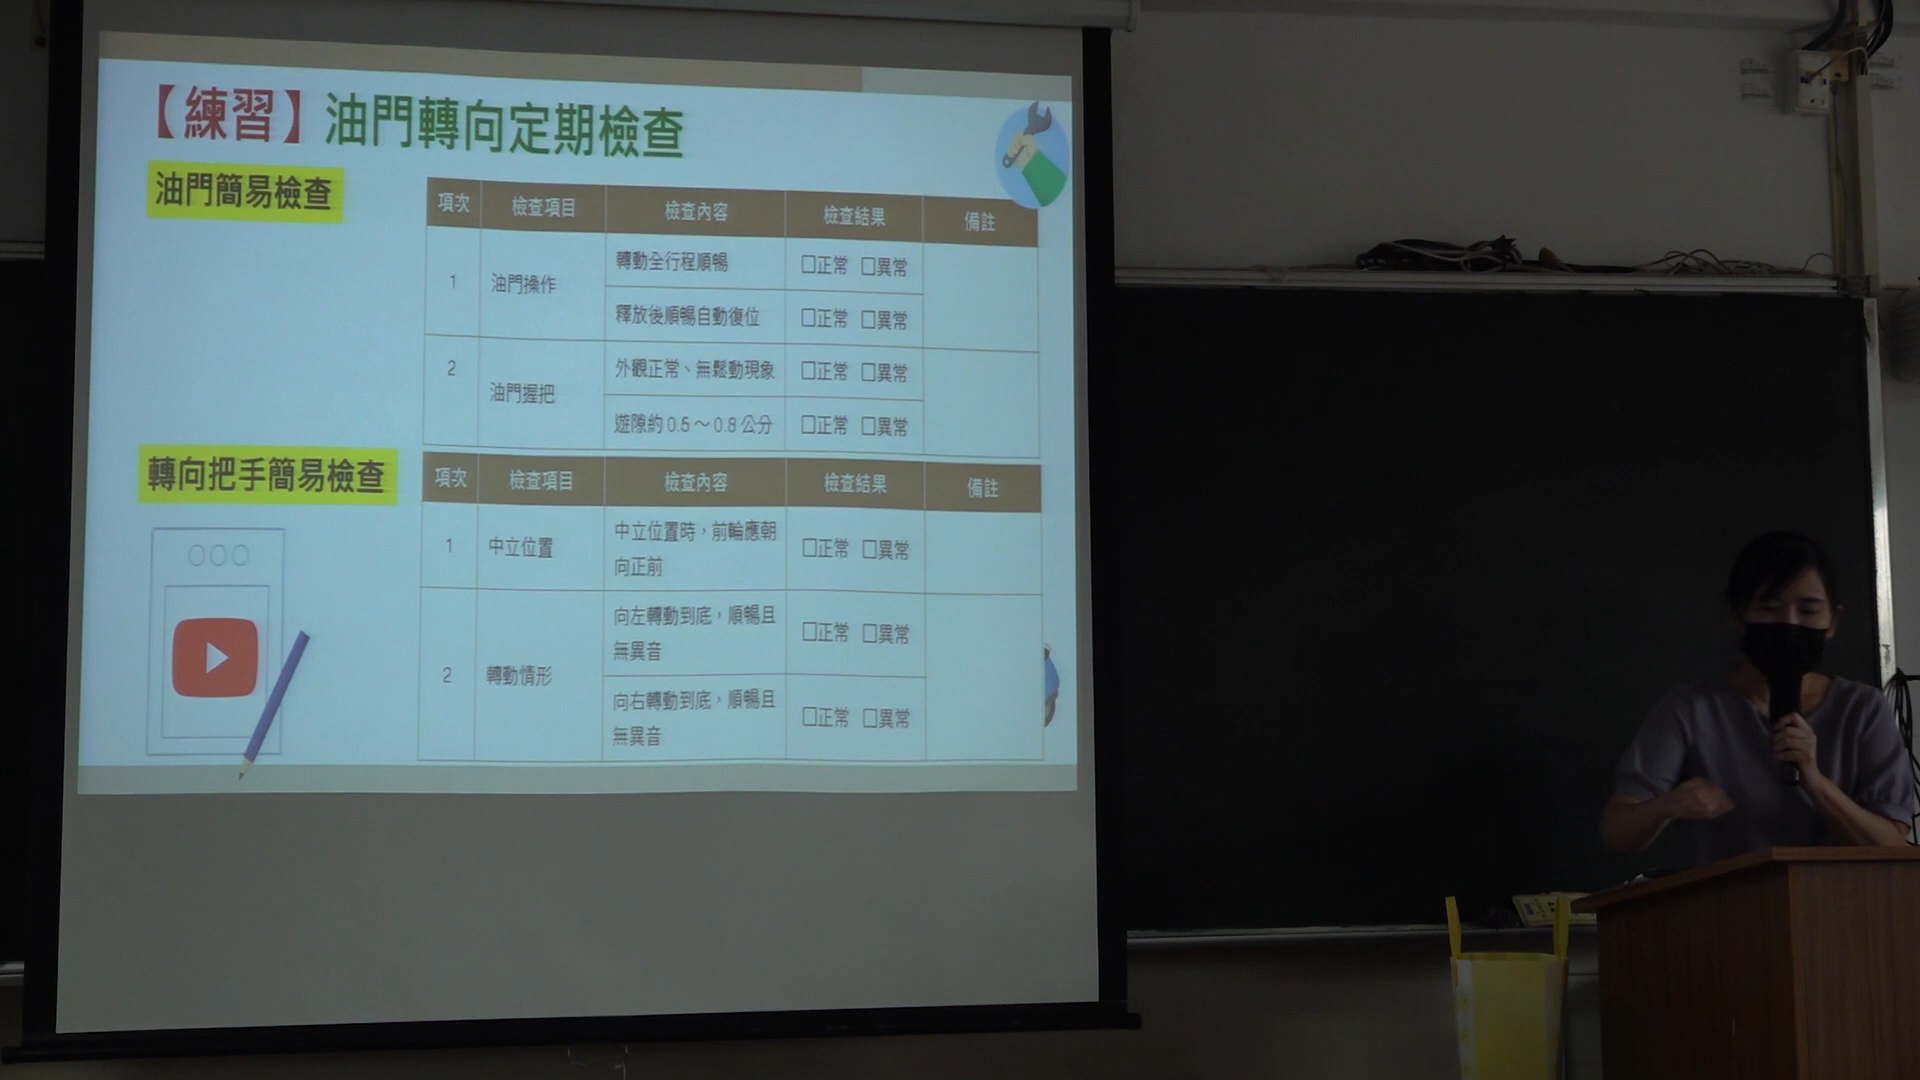 【練習】油門轉向定期檢查
油門簡易檢查
項次 檢查項目 檢查內容 檢查結果 備註
1 油門操作 轉動全行程順暢 □正常 □異常
釋放後順暢自動復位 □正常 □異常
2 油門握把 外觀正常、無鬆動現象 □正常 □異常
遊隙約 0.5～0.8 公分 □正常 □異常
轉向把手簡易檢查
項次 檢查項目 檢查內容 檢查結果 備註
1 中立位置 中立位置時，前輪應朝
向正前 □正常 □異常
2 轉動情形 向左轉動到底，順暢且
無異音 □正常 □異常
向右轉動到底，順暢且
無異音 □正常 □異常